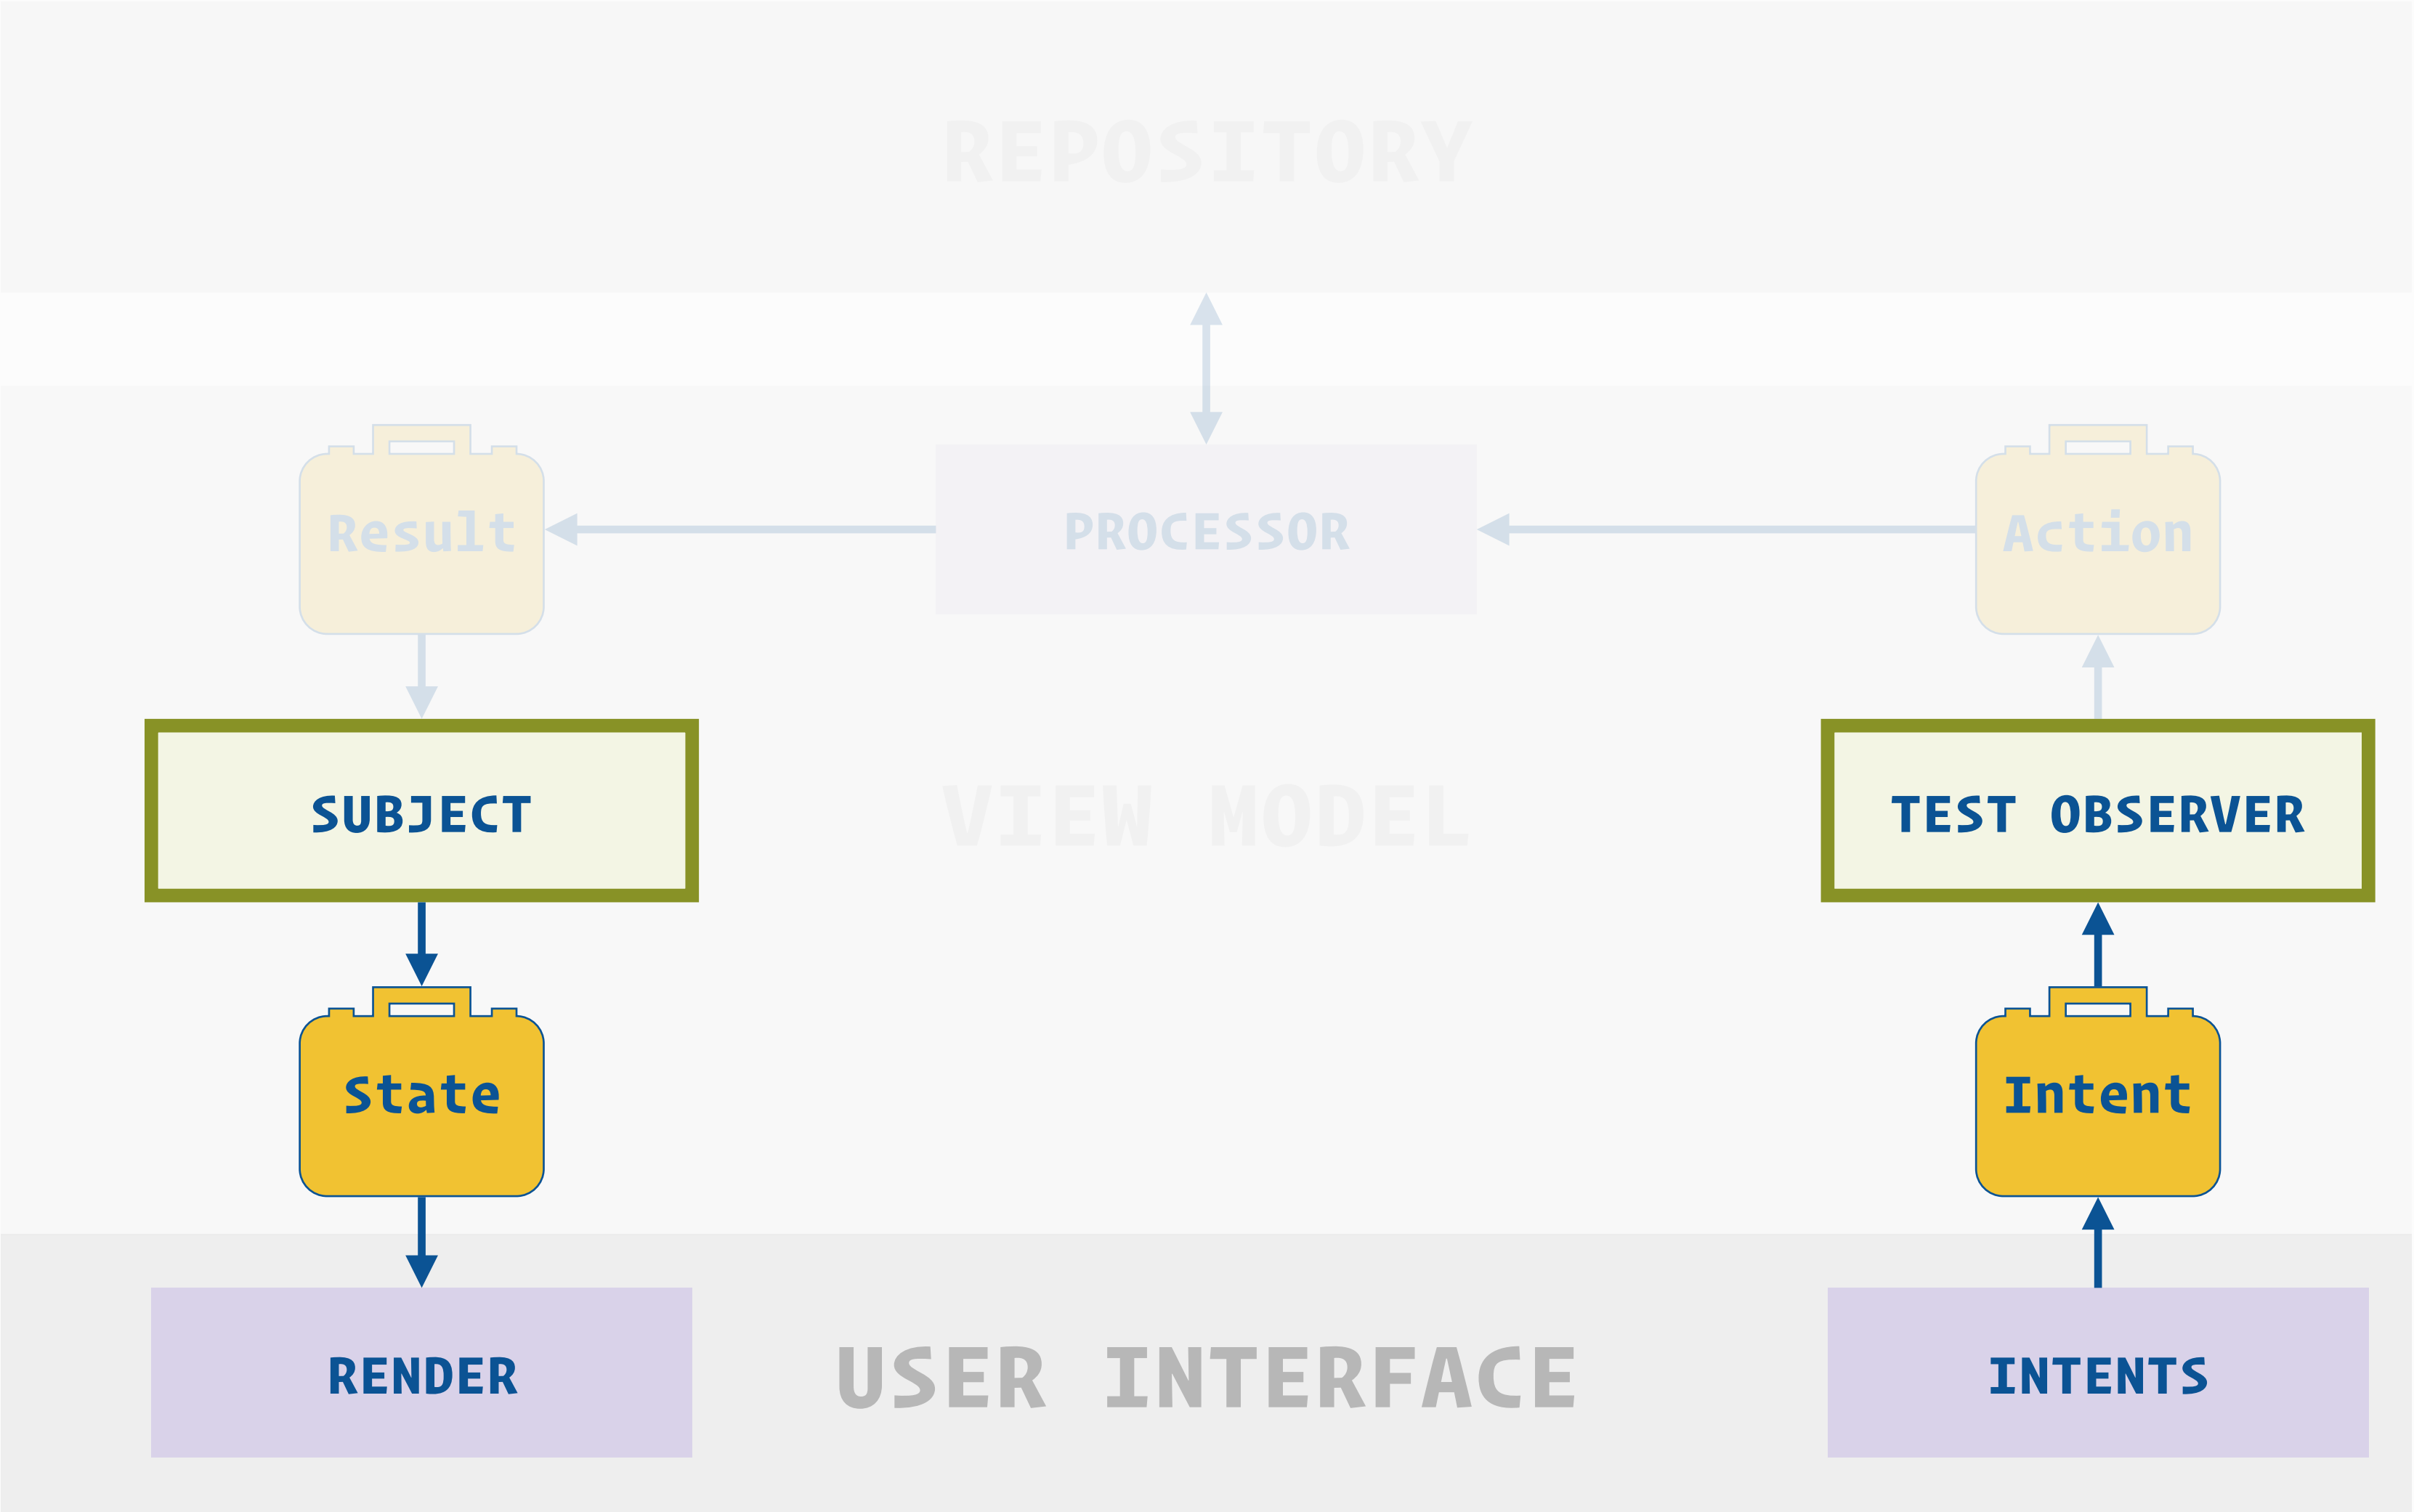 REPOSITORY
Result
PROCESSOR
Action
SUBJECT
VIEW MODEL
TEST OBSERVER
State
Intent
RENDER
USER INTERFACE
INTENTS